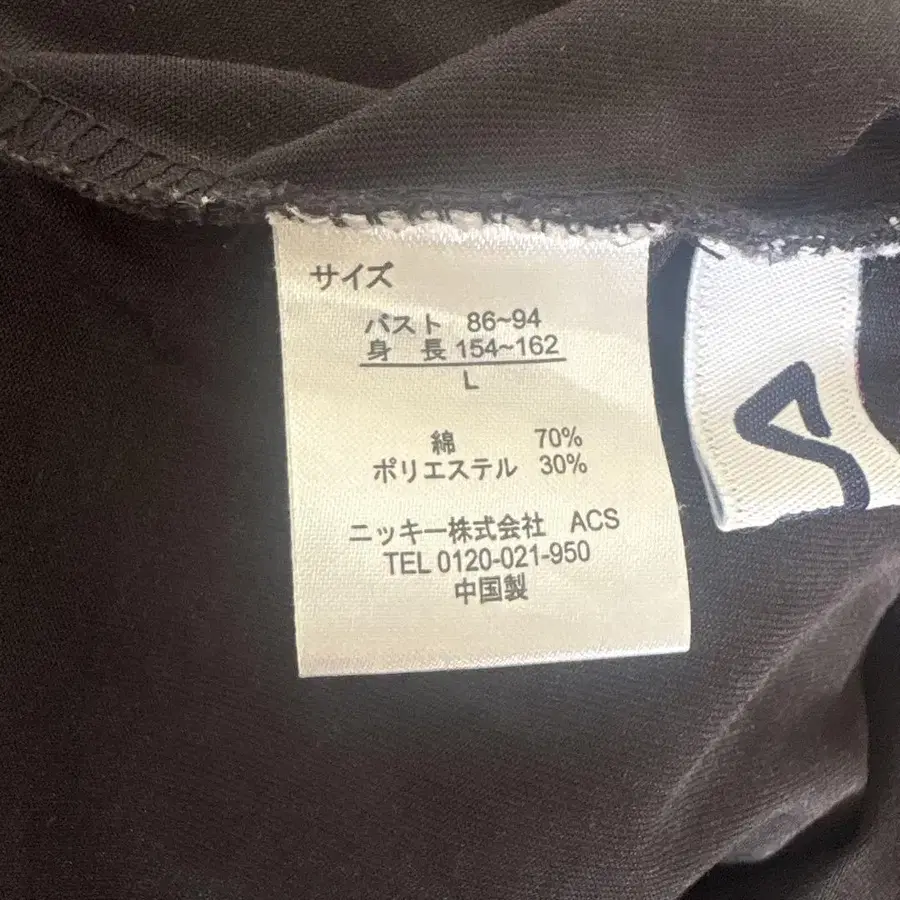 サイズ
バスト 86~94
身 長 154~162
L
綿 70%
ポリエステル 30%
ニッキー株式会社 ACS
TEL 0120-021-950
中国製